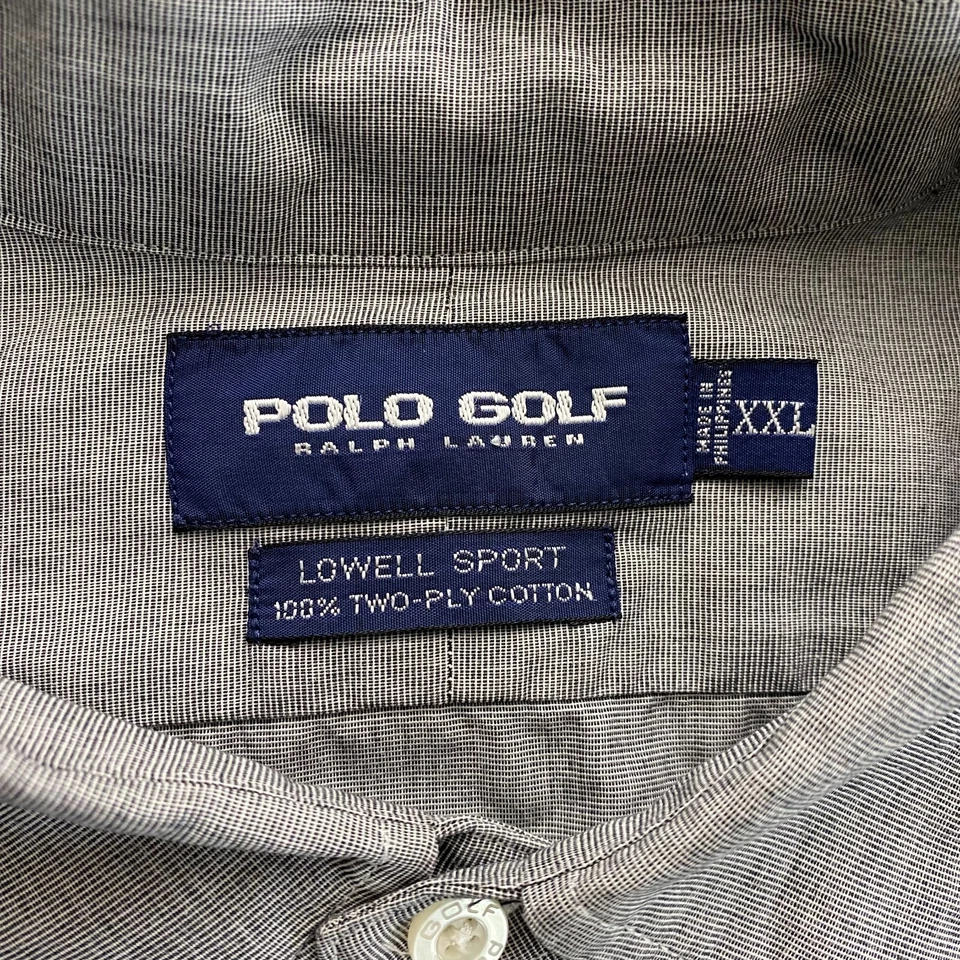 POLO GOLF
RALPH LAUREN
MADE IN
PHILIPPINES
XXL
LOWELL SPORT
100% TWO-PLY COTTON
GOLF P